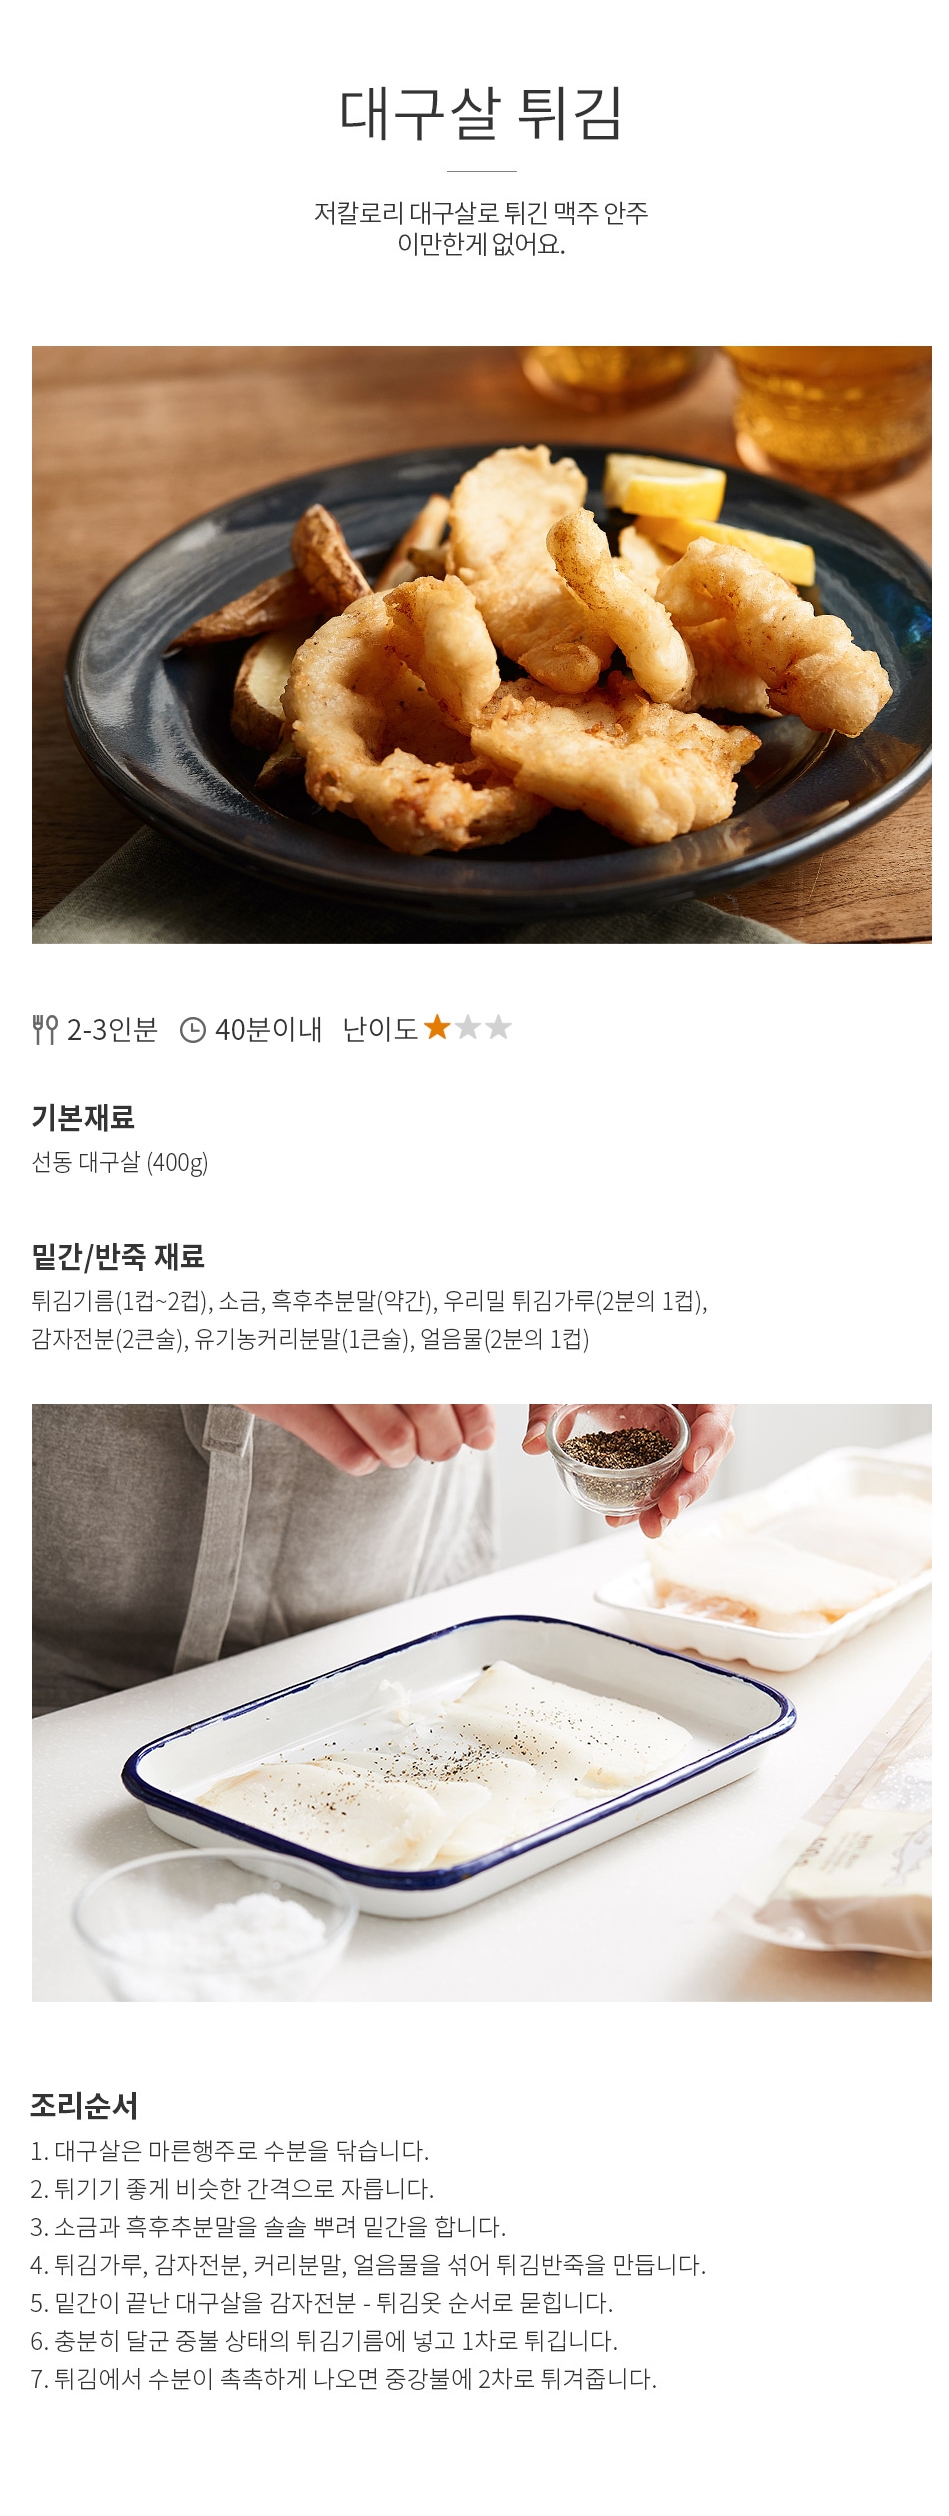 대구살 튀김
저칼로리 대구살로 튀긴 맥주 안주
이만한게 없어요.
2-3인분 40분이내 난이도
기본재료
선동 대구살 (400g)
밑간/반죽 재료
튀김기름(1컵~2컵), 소금, 흑후추분말(약간), 우리밀 튀김가루(2분의 1컵),
감자전분(2큰술), 유기농커리분말(1큰술), 얼음물(2분의 1컵)
조리순서
1. 대구살은 마른행주로 수분을 닦습니다.
2. 튀기기 좋게 비슷한 간격으로 자릅니다.
3. 소금과 흑후추분말을 솔솔 뿌려 밑간을 합니다.
4. 튀김가루, 감자전분, 커리분말, 얼음물을 섞어 튀김반죽을 만듭니다.
5. 밑간이 끝난 대구살을 감자전분 - 튀김옷 순서로 묻힙니다.
6. 충분히 달군 중불 상태의 튀김기름에 넣고 1차로 튀깁니다.
7. 튀김에서 수분이 촉촉하게 나오면 중강불에 2차로 튀겨줍니다.